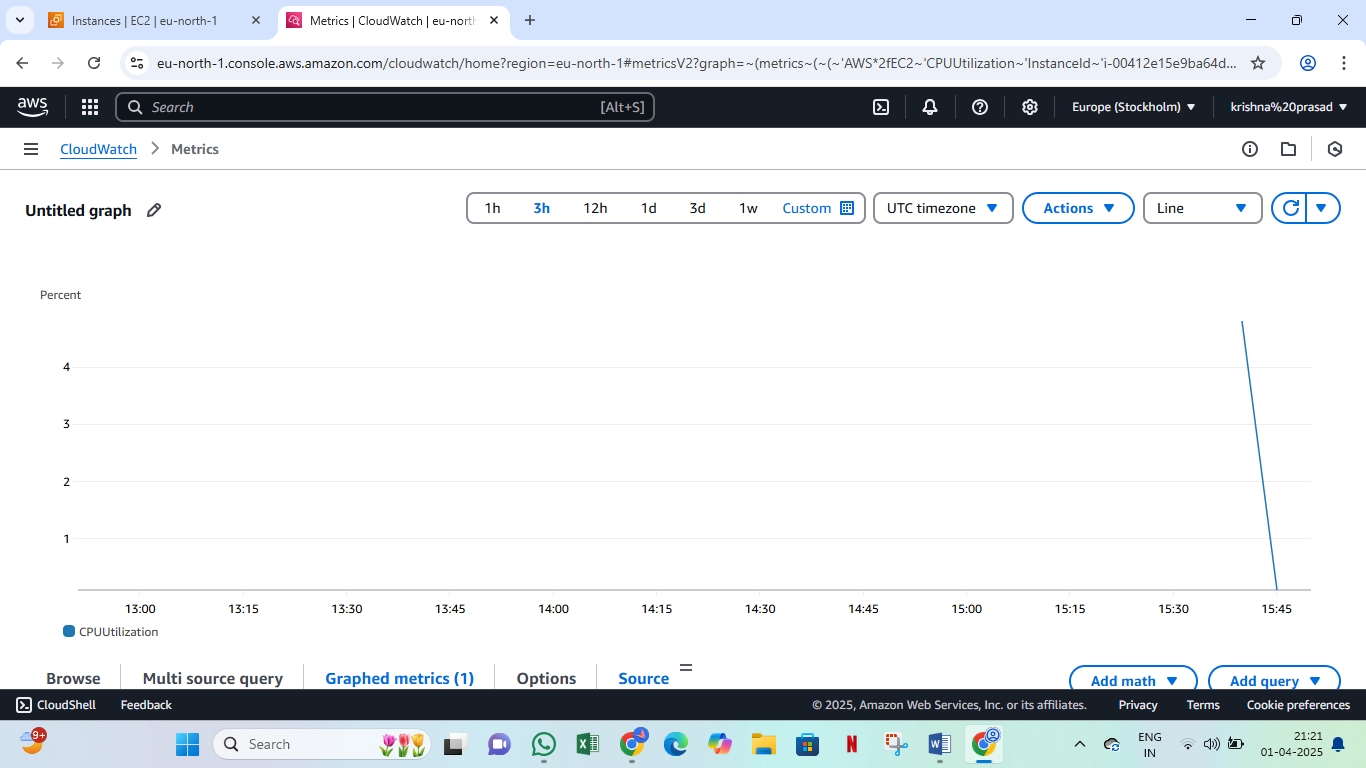 Instances | EC2 | eu-north-1
Metrics | CloudWatch | eu-nort
eu-north-1.console.aws.amazon.com/cloudwatch/home?region=eu-north-1#metricsV2?graph=~(metrics~(~(~'AWS*2fEC2~'CPUUtilization~'InstanceId~'i-00412e15e9ba64d...
aws
Search [Alt+S]
Europe (Stockholm)
krishna%20prasad
CloudWatch
Metrics
Untitled graph
1h 3h 12h 1d 3d 1w Custom
UTC timezone
Actions
Line
Percent
4
3
2
1
13:00 13:15 13:30 13:45 14:00 14:15 14:30 14:45 15:00 15:15 15:30 15:45
CPUUtilization
Browse
Multi source query
Graphed metrics (1)
Options
Source
Add math
Add query
CloudShell
Feedback
© 2025, Amazon Web Services, Inc. or its affiliates.
Privacy
Terms
Cookie preferences
9+
Search
N
ENG
IN
21:21
01-04-2025